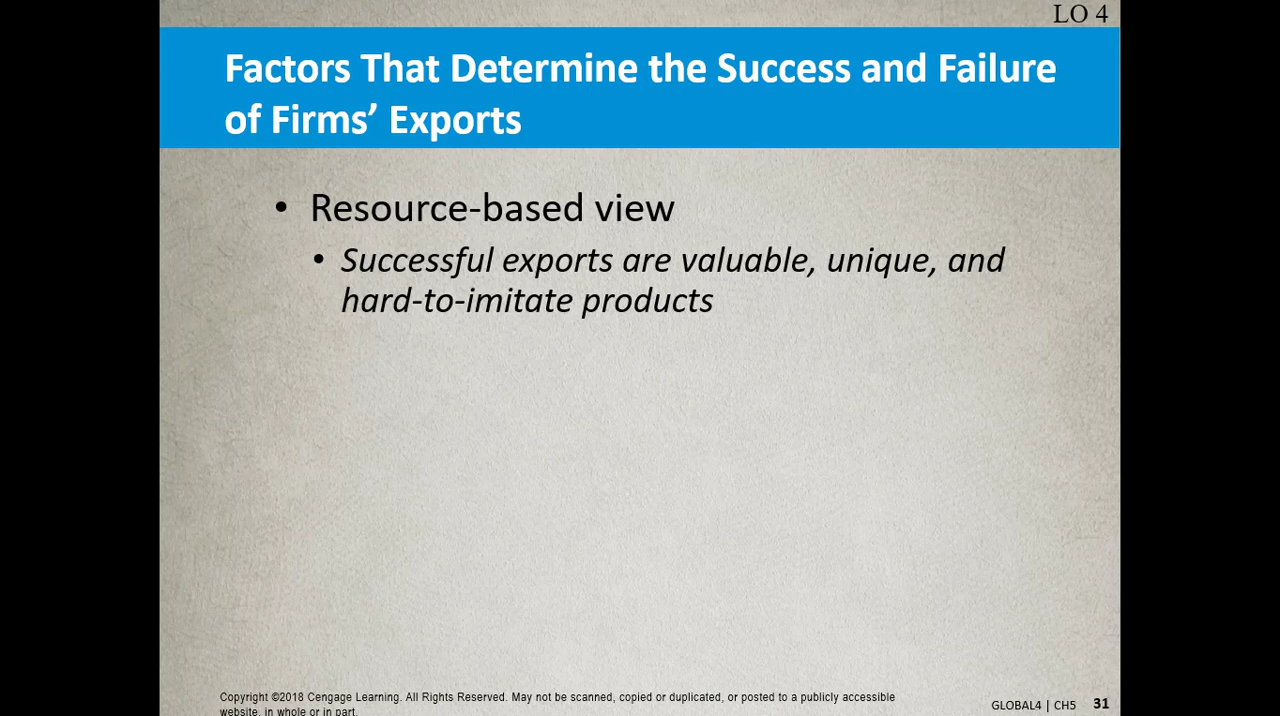 LO 4
Factors That Determine the Success and Failure
of Firms’ Exports
• Resource-based view
• Successful exports are valuable, unique, and
hard-to-imitate products
Copyright ©2018 Cengage Learning. All Rights Reserved. May not be scanned, copied or duplicated, or posted to a publicly accessible
website, in whole or in part.
GLOBAL4 | CH5 31